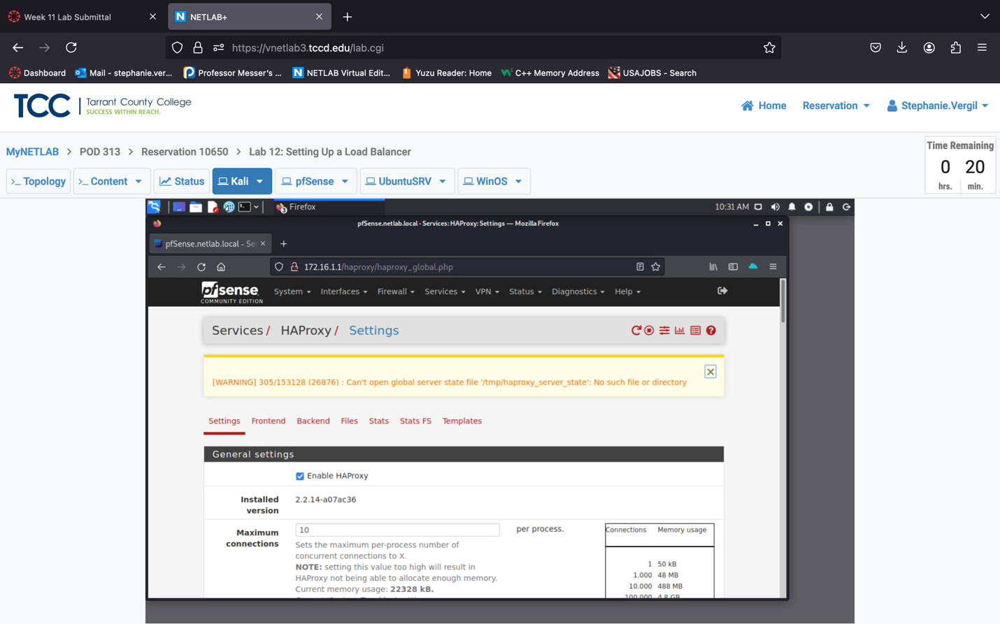 Week 11 Lab Submittal
NETLAB+
https://vnetlab3.tccd.edu/lab.cgi
Dashboard
Mail - stephanie.ver...
Professor Messer's ...
NETLAB Virtual Edit...
Yuzu Reader: Home
C++ Memory Address
USAJOBS - Search
TCC
Tarrant County College
SUCCESS WITHIN REACH.
Home
Reservation
Stephanie.Vergil
MyNETLAB > POD 313 > Reservation 10650 > Lab 12: Setting Up a Load Balancer
Time Remaining
0 20
hrs. min.
>_ Topology
>_ Content
Status
Kali
pfSense
UbuntuSRV
WinOS
Firefox
10:31 AM
pfSense.netlab.local - Services: HAProxy: Settings — Mozilla Firefox
pfSense.netlab.local - Se
172.16.1.1/haproxy/haproxy_global.php
pfsense
COMMUNITY EDITION
System
Interfaces
Firewall
Services
VPN
Status
Diagnostics
Help
Services / HAProxy / Settings
[WARNING] 305/153128 (26876) : Can't open global server state file '/tmp/haproxy_server_state': No such file or directory
Settings
Frontend
Backend
Files
Stats
Stats FS
Templates
General settings
Enable HAProxy
Installed version
2.2.14-a07ac36
Maximum connections
10
per process.
Sets the maximum per-process number of
concurrent connections to X.
NOTE: setting this value too high will result in
HAProxy not being able to allocate enough memory.
Current memory usage: 22328 kB.
Connections Memory usage
1 50 kB
1.000 48 MB
10.000 488 MB
100.000 4.8 GB